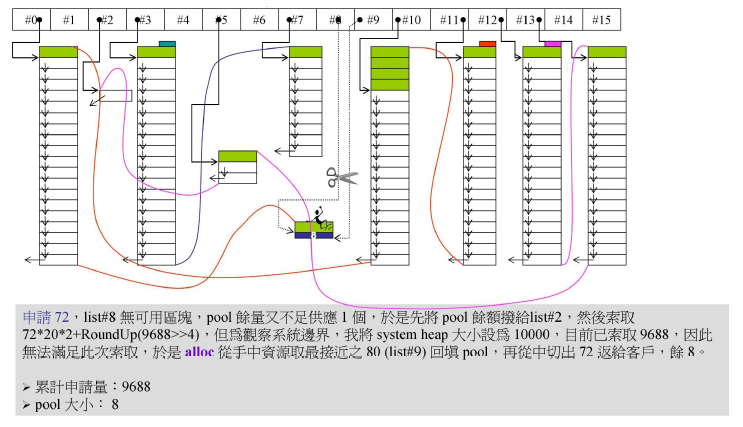 #0 #1 #2 #3 #4 #5 #6 #7 #8 #9 #10 #11 #12 #13 #14 #15
8
申請 72，list#8 無可用區塊，pool 餘量又不足供應 1 個，於是先將 pool 餘額撥給list#2，然後索取
72*20*2+RoundUp(9688>>4)，但為觀察系統邊界，我將 system heap 大小設為 10000，目前已索取 9688，因此
無法滿足此次索取，於是 alloc 從手中資源取最接近之 80 (list#9) 回填 pool，再從中切出 72 返給客戶，餘 8。
➢ 累計申請量：9688
➢ pool 大小： 8